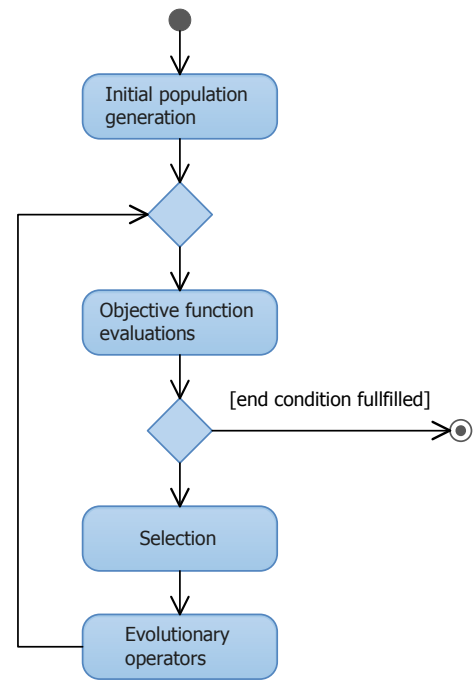 Initial population
generation
Objective function
evaluations
[end condition fullfilled]
Selection
Evolutionary
operators